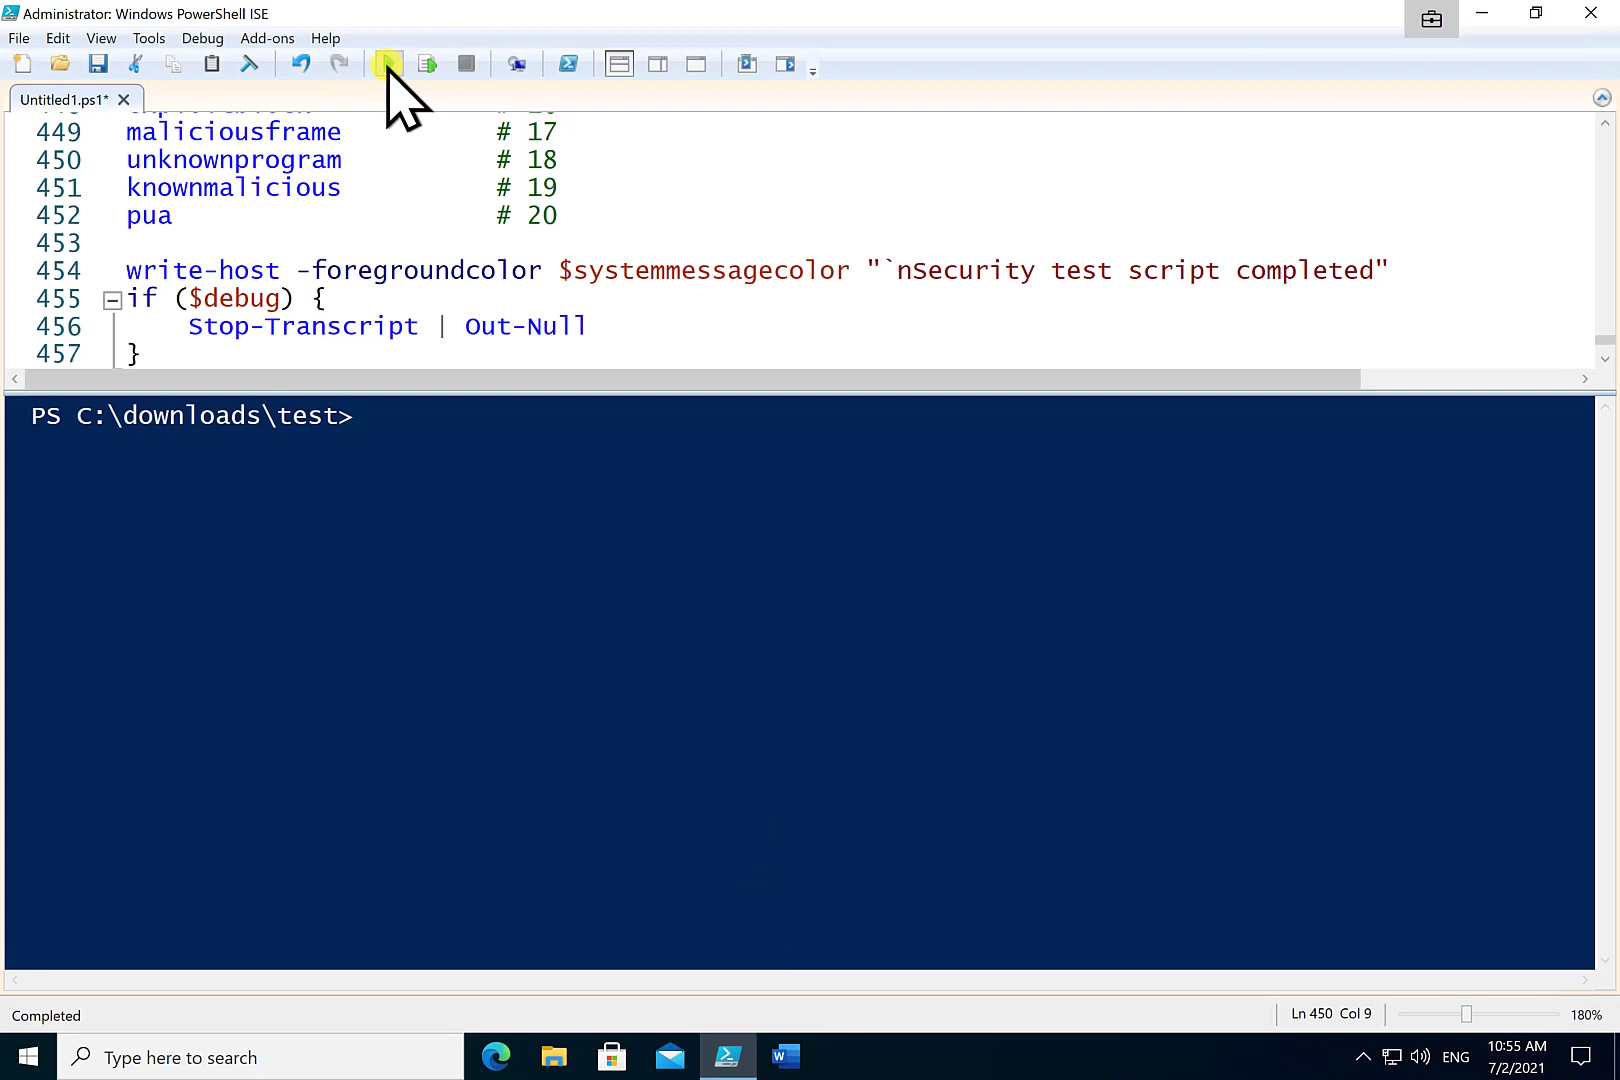 Administrator: Windows PowerShell ISE
File Edit View Tools Debug Add-ons Help
Untitled1.ps1*
449 maliciousframe # 17
450 unknownprogram # 18
451 knownmalicious # 19
452 pua # 20
453
454 write-host -foregroundcolor $systemmessagecolor "`nSecurity test script completed"
455 if ($debug) {
456 Stop-Transcript | Out-Null
457 }
PS C:\downloads\test>
Completed
Ln 450 Col 9
180%
Type here to search
ENG
10:55 AM
7/2/2021